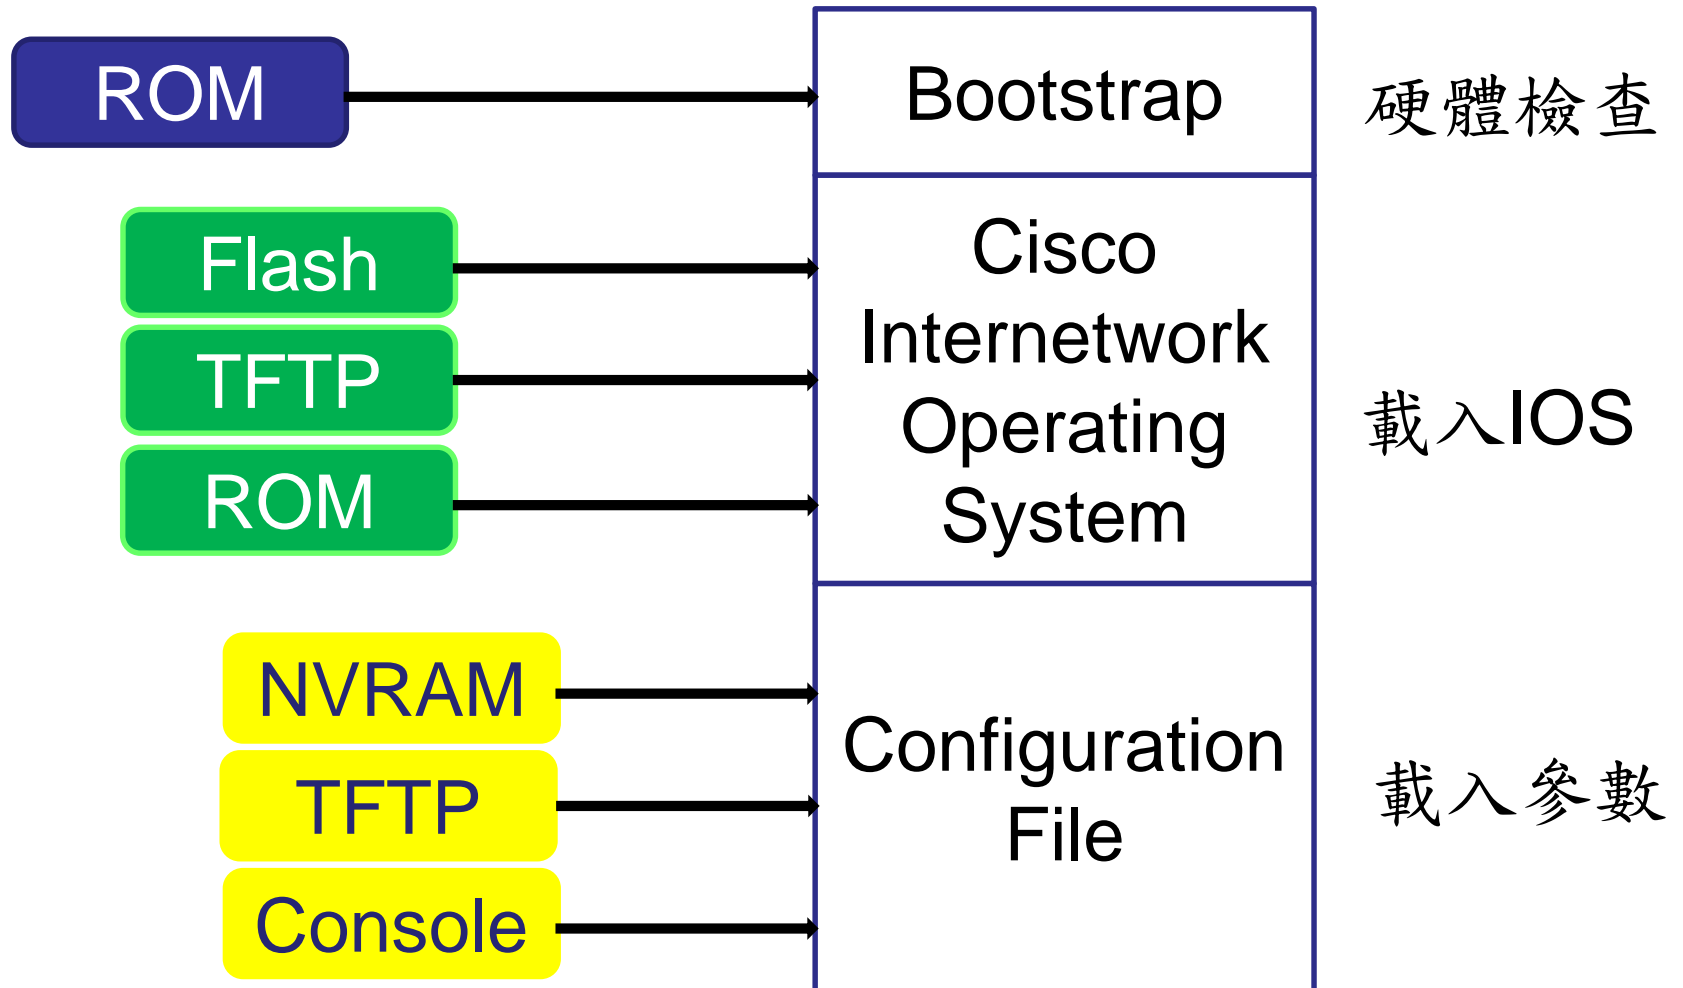 ROM
Bootstrap
硬體檢查
Flash
TFTP
ROM
Cisco
Internetwork
Operating
System
載入IOS
NVRAM
TFTP
Console
Configuration
File
載入參數